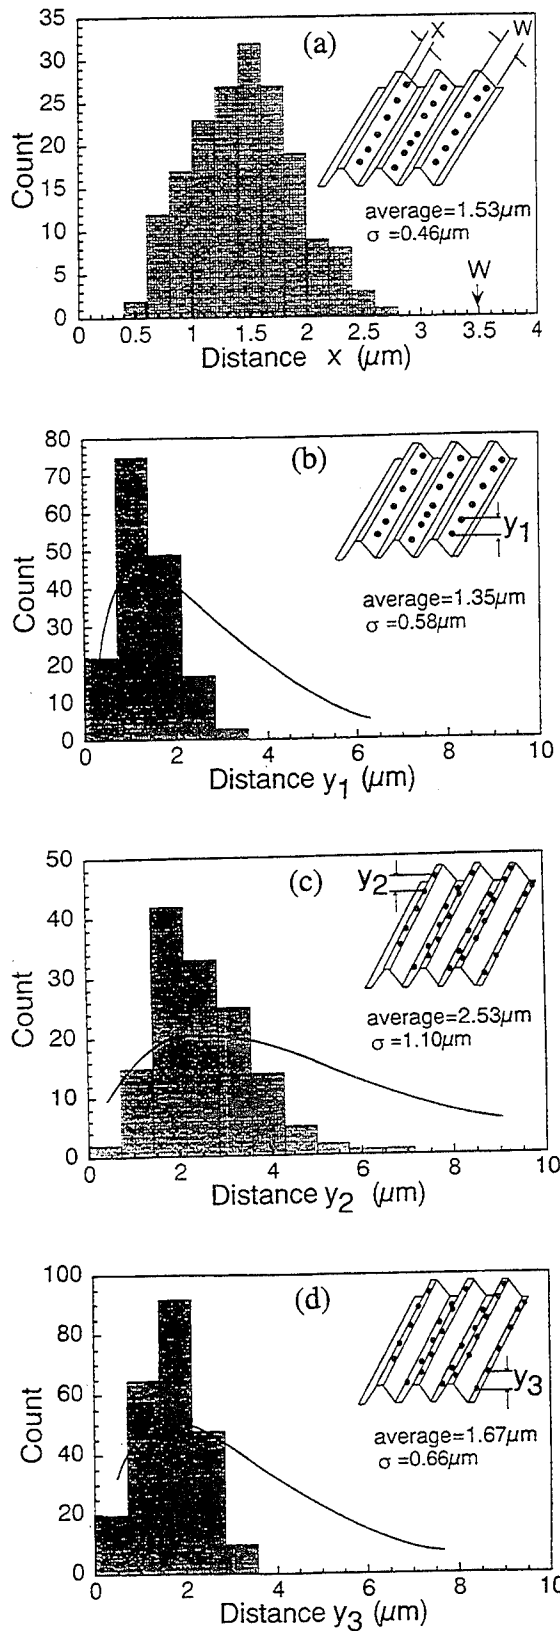 35
30
25
20
15
10
5
0
Count
(a)
X
W
average=1.53µm
σ =0.46µm
W
0
0.5
1
1.5
2
2.5
3
3.5
4
Distance x (µm)
80
70
60
50
40
30
20
10
0
Count
(b)
y1
average=1.35µm
σ =0.58µm
0
2
4
6
8
10
Distance y1 (µm)
50
40
30
20
10
0
Count
(c)
y2
average=2.53µm
σ =1.10µm
0
2
4
6
8
10
Distance y2 (µm)
100
80
60
40
20
0
Count
(d)
y3
average=1.67µm
σ =0.66µm
0
2
4
6
8
10
Distance y3 (µm)